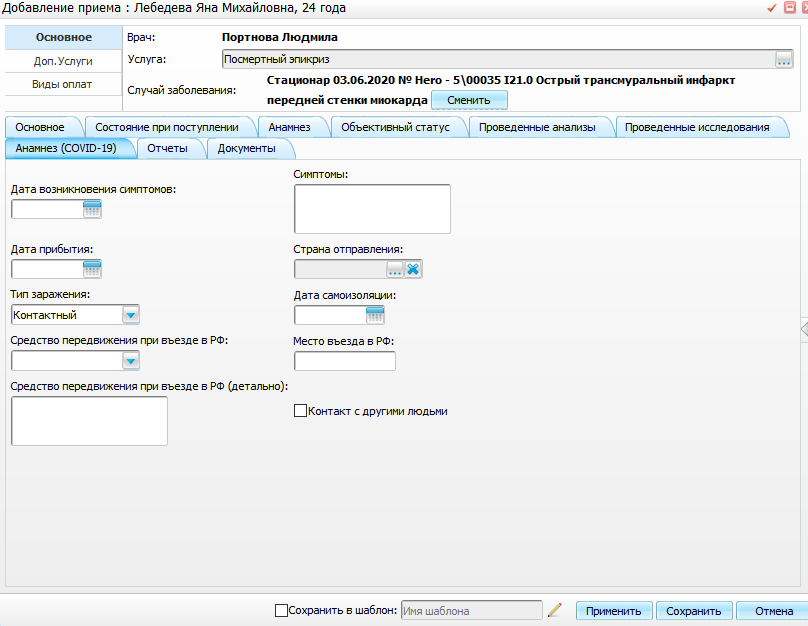 Добавление приема : Лебедева Яна Михайловна, 24 года
Основное
Доп.Услуги
Виды оплат
Врач: Портнова Людмила
Услуга: Посмертный эпикриз ...
Случай заболевания: Стационар 03.06.2020 № Hero - 5\00035 I21.0 Острый трансмуральный инфаркт
передней стенки миокарда Сменить
Основное Состояние при поступлении Анамнез Объективный статус Проведенные анализы Проведенные исследования
Анамнез (COVID-19) Отчеты Документы
Дата возникновения симптомов:
Симптомы:
Дата прибытия:
Страна отправления:
...
Тип заражения:
Контактный
Дата самоизоляции:
Средство передвижения при въезде в РФ:
Место въезда в РФ:
Средство передвижения при въезде в РФ (детально):
Контакт с другими людьми
Сохранить в шаблон: Имя шаблона Применить Сохранить Отмена